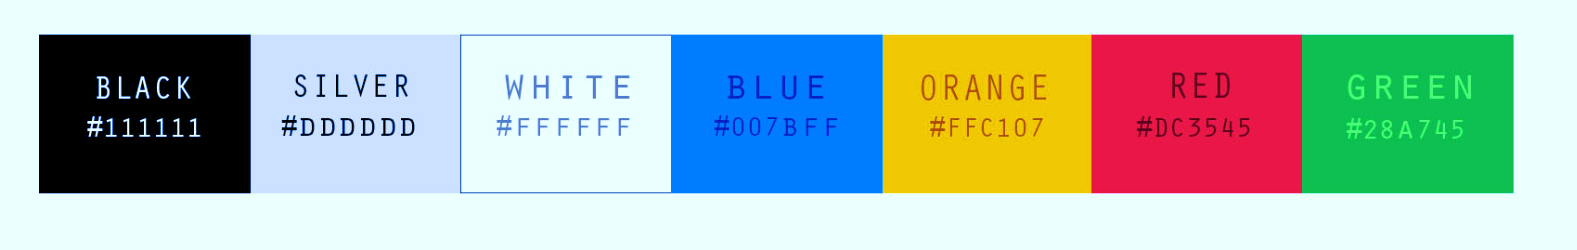 BLACK
#111111
SILVER
#DDDDDD
WHITE
#FFFFFF
BLUE
#007BFF
ORANGE
#FFC107
RED
#DC3545
GREEN
#28A745